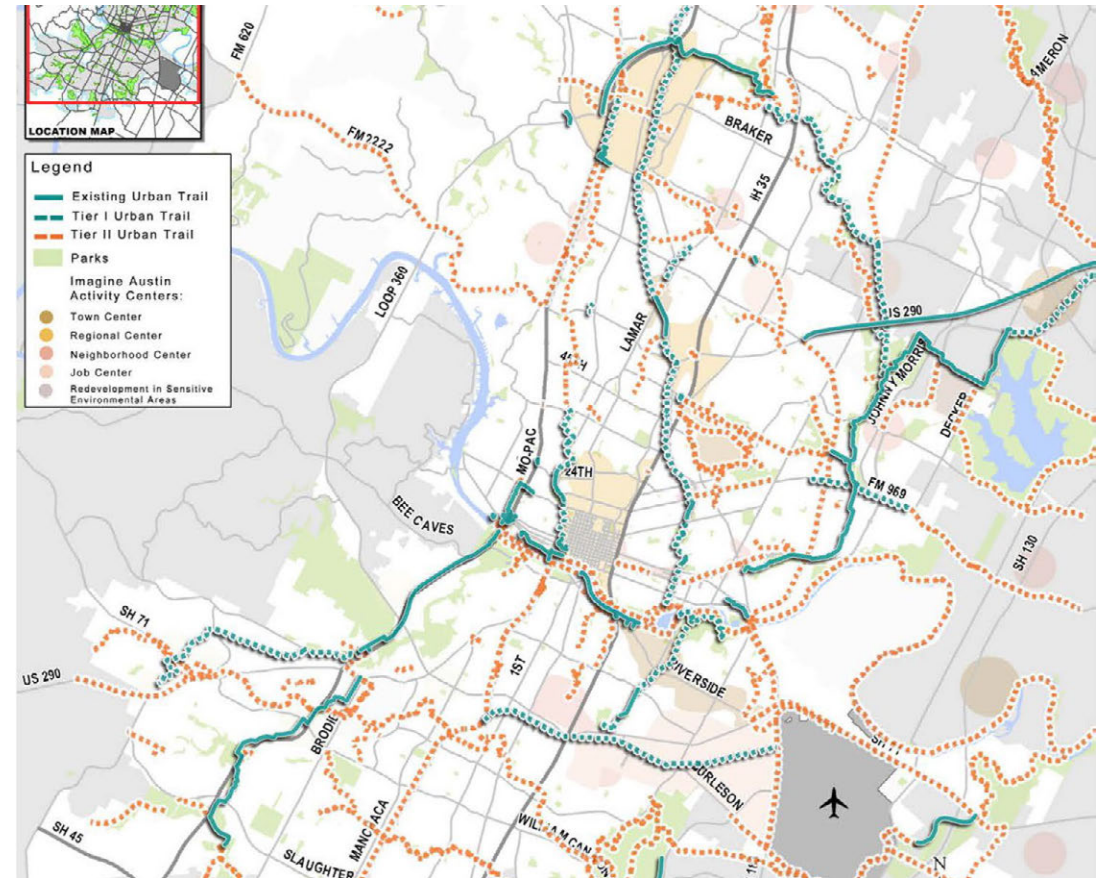 LOCATION MAP
Legend
Existing Urban Trail
Tier I Urban Trail
Tier II Urban Trail
Parks
Imagine Austin
Activity Centers:
Town Center
Regional Center
Neighborhood Center
Job Center
Redevelopment in Sensitive
Environmental Areas
FM 620
FM2222
LOOP 360
BRAKER
IH 35
LAMAR
US 290
45TH
MO-PAC
24TH
JOHNNY MORRIS
DECKER
FM 969
BEE CAVES
SH 130
SH 71
US 290
1ST
RIVERSIDE
BRODIE
BURLESON
SH 45
MANCHACA
SLAUGHTER
N